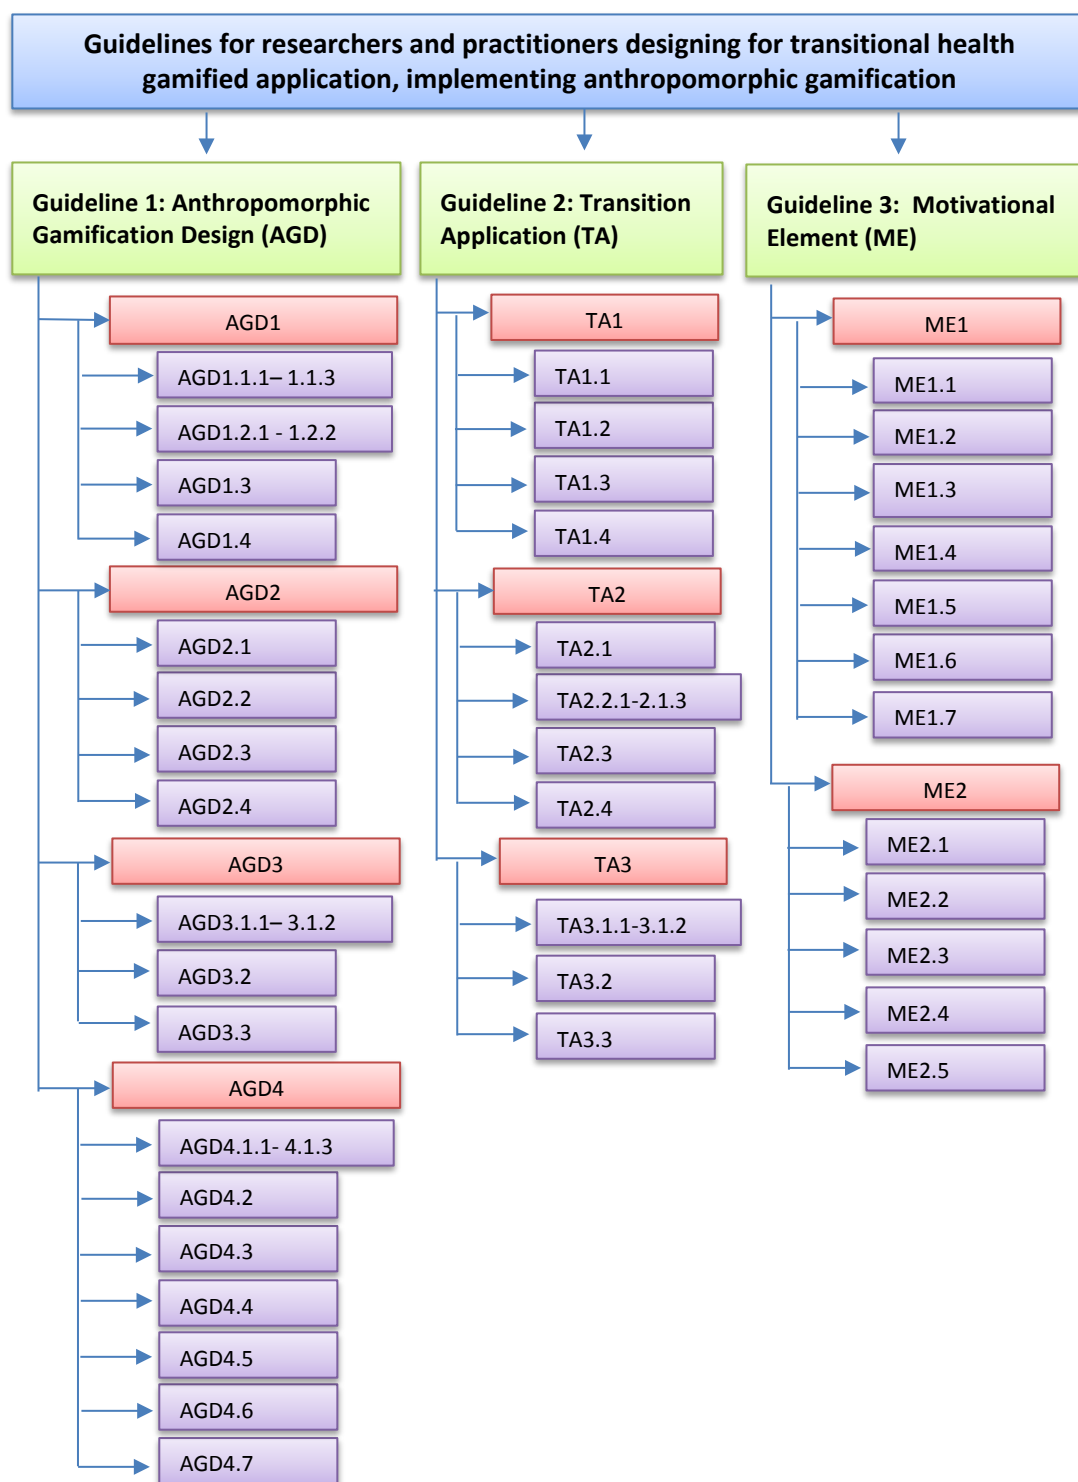 Guidelines for researchers and practitioners designing for transitional health
gamified application, implementing anthropomorphic gamification
Guideline 1: Anthropomorphic
Gamification Design (AGD)
AGD1
AGD1.1.1– 1.1.3
AGD1.2.1 - 1.2.2
AGD1.3
AGD1.4
AGD2
AGD2.1
AGD2.2
AGD2.3
AGD2.4
AGD3
AGD3.1.1– 3.1.2
AGD3.2
AGD3.3
AGD4
AGD4.1.1- 4.1.3
AGD4.2
AGD4.3
AGD4.4
AGD4.5
AGD4.6
AGD4.7
Guideline 2: Transition
Application (TA)
TA1
TA1.1
TA1.2
TA1.3
TA1.4
TA2
TA2.1
TA2.2.1-2.1.3
TA2.3
TA2.4
TA3
TA3.1.1-3.1.2
TA3.2
TA3.3
Guideline 3:  Motivational
Element (ME)
ME1
ME1.1
ME1.2
ME1.3
ME1.4
ME1.5
ME1.6
ME1.7
ME2
ME2.1
ME2.2
ME2.3
ME2.4
ME2.5